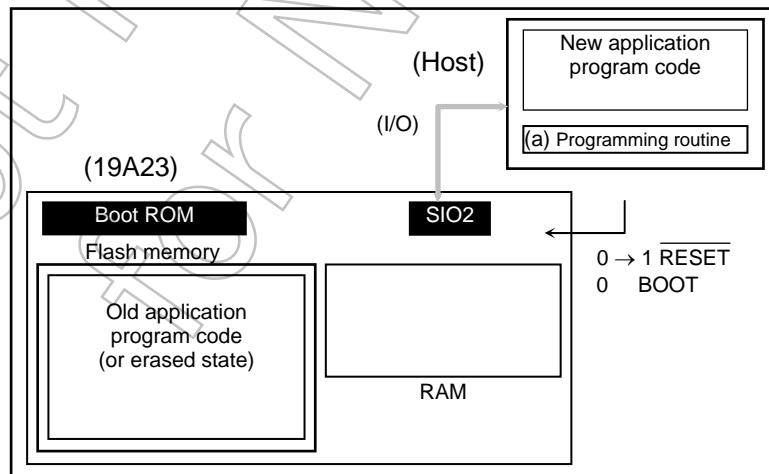 New application
program code
(Host)
(I/O)
(a) Programming routine
(19A23)
Boot ROM
SIO2
Flash memory
0 → 1 RESET
0 BOOT
Old application
program code
(or erased state)
RAM
for